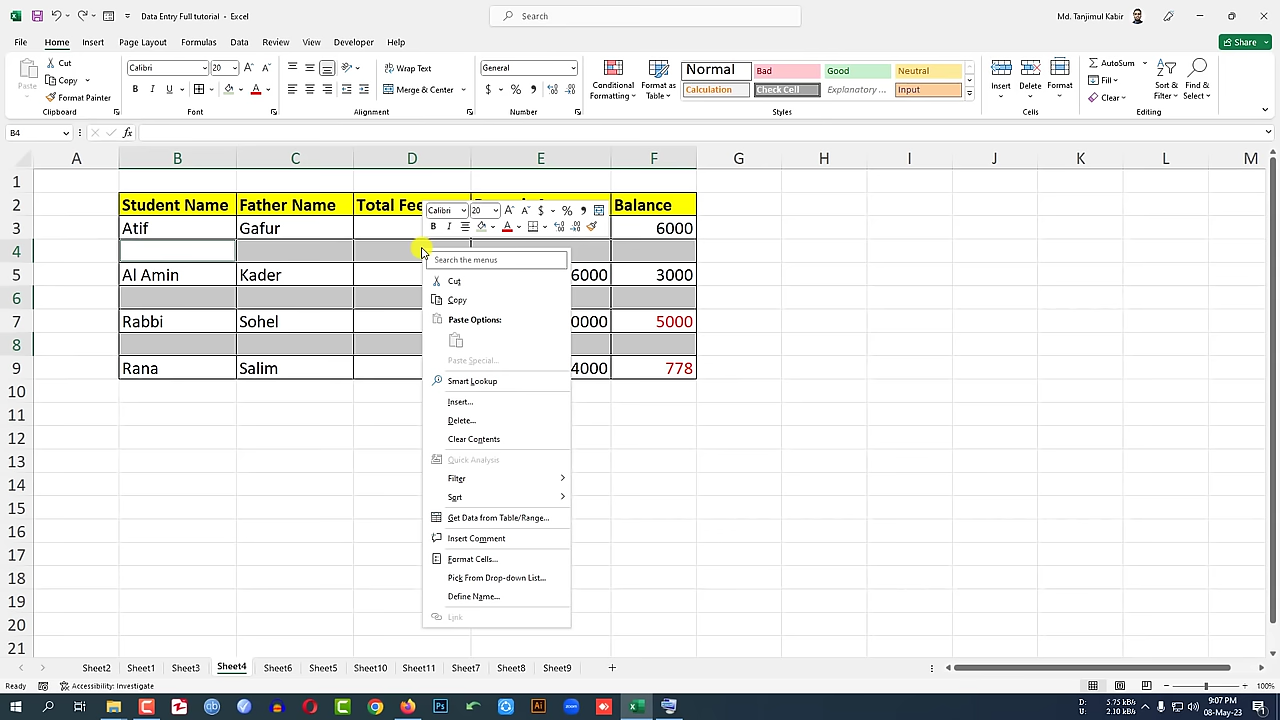 Data Entry Full tutorial - Excel
Search
Md. Tanjimul Kabir
File Home Insert Page Layout Formulas Data Review View Developer Help
Share
Paste
Cut
Copy
Format Painter
Clipboard
Calibri 20
B I U
Font
Wrap Text
Merge & Center
Alignment
General
$ % ,
Number
Conditional Formatting
Format as Table
Normal Bad Good Neutral
Calculation Check Cell Explanatory ... Input
Styles
Insert Delete Format
Cells
AutoSum
Fill
Clear
Sort & Filter
Find & Select
Editing
B4
fx
A B C D E F G H I J K L M
1
2 Student Name Father Name Total Fee Balance
3 Atif Gafur 6000
4
5 Al Amin Kader 6000 3000
6
7 Rabbi Sohel 0000 5000
8
9 Rana Salim 4000 778
10
11
12
13
14
15
16
17
18
19
20
21
Calibri 20 A A $ % ,
B I A
Search the menus
Cut
Copy
Paste Options:
Paste Special...
Smart Lookup
Insert...
Delete...
Clear Contents
Quick Analysis
Filter
Sort
Get Data from Table/Range...
Insert Comment
Format Cells...
Pick From Drop-down List...
Define Name...
Link
Sheet2 Sheet1 Sheet3 Sheet4 Sheet6 Sheet5 Sheet10 Sheet11 Sheet7 Sheet8 Sheet9
Ready Accessibility: Investigate
100%
D: 5.75 kB/s
U: 2.10 kB/s
9:07 PM
08-May-23